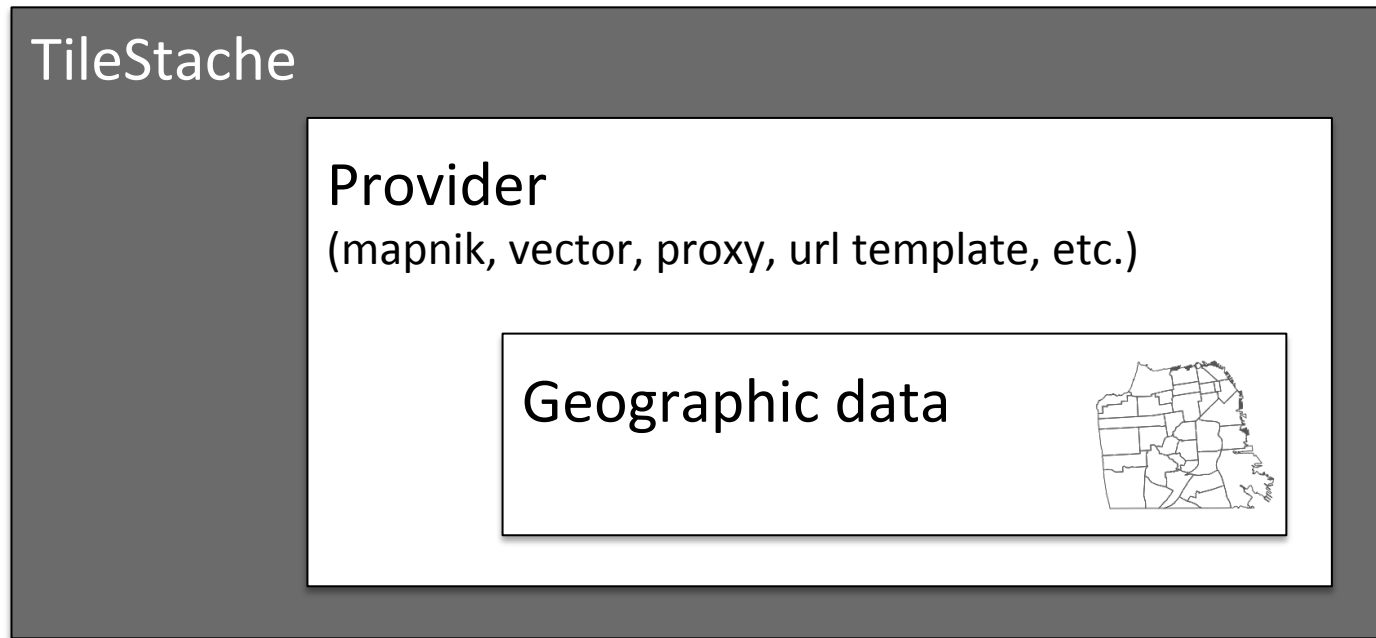 TileStache
Provider
(mapnik, vector, proxy, url template, etc.)
Geographic data